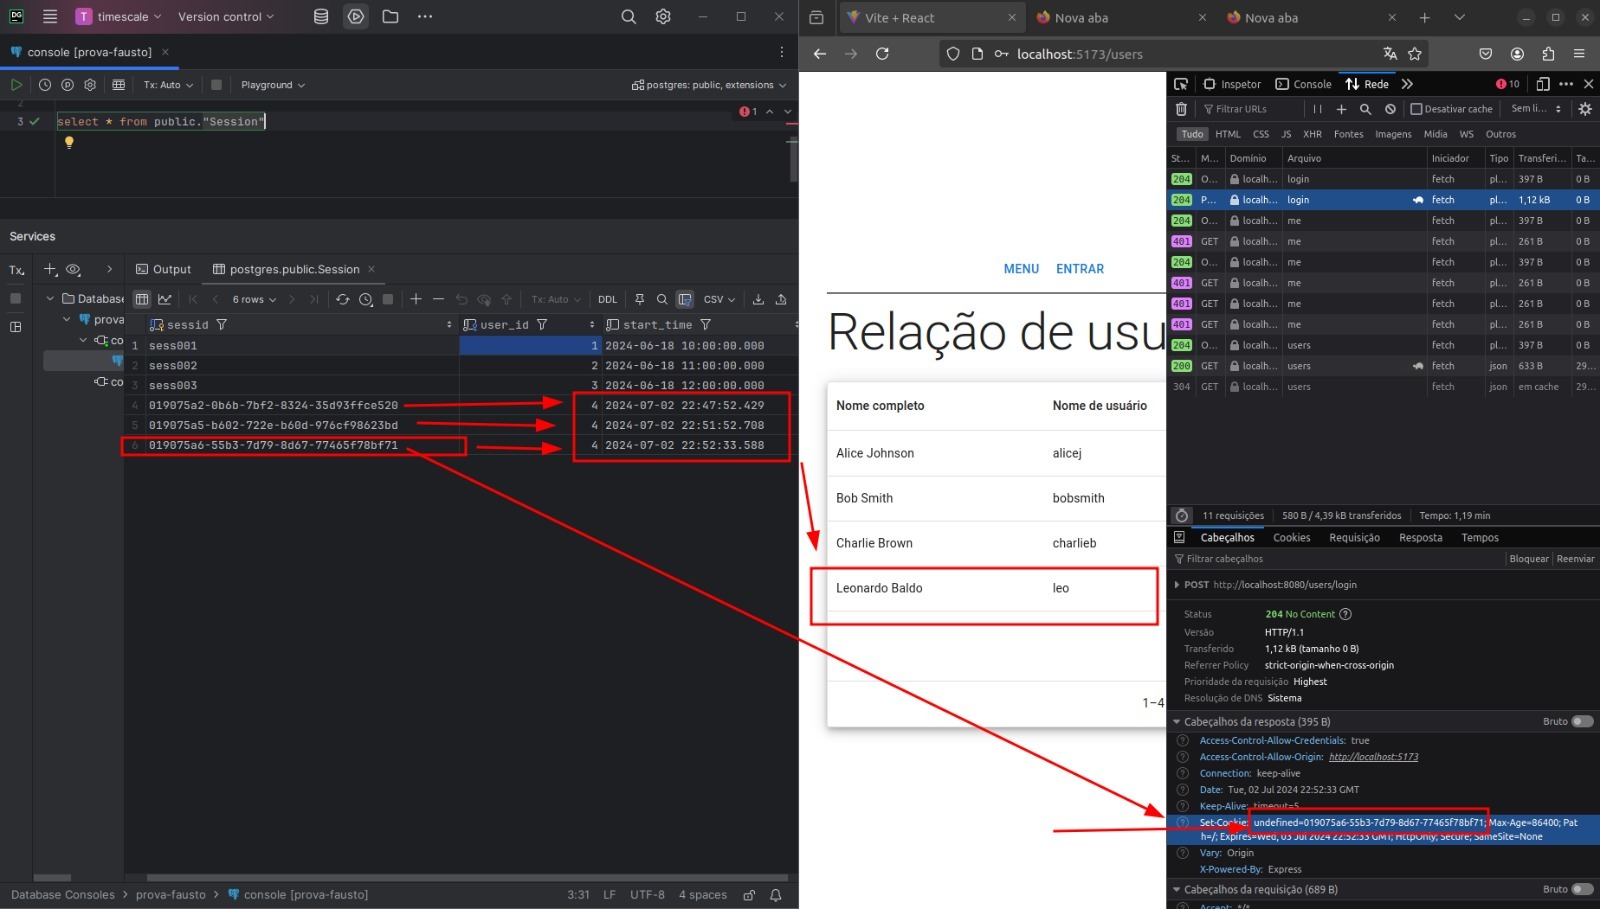 DG
T timescale
Version control
console [prova-fausto]
Tx: Auto
Playground
postgres: public, extensions
2
3 select * from public."Session"
1
Services
Tx
Output
postgres.public.Session
Database
prova
co
co
6 rows
Tx: Auto
DDL
CSV
sessid user_id start_time
1 sess001 1 2024-06-18 10:00:00.000
2 sess002 2 2024-06-18 11:00:00.000
3 sess003 3 2024-06-18 12:00:00.000
4 019075a2-0b6b-7bf2-8324-35d93ffce520 4 2024-07-02 22:47:52.429
5 019075a5-b602-722e-b60d-976cf98623bd 4 2024-07-02 22:51:52.708
6 019075a6-55b3-7d79-8d67-77465f78bf71 4 2024-07-02 22:52:33.588
Database Consoles > prova-fausto > console [prova-fausto]
3:31 LF UTF-8 4 spaces
Vite + React
Nova aba
Nova aba
localhost:5173/users
MENU ENTRAR
Relação de usu
Nome completo Nome de usuário
Alice Johnson alicej
Bob Smith bobsmith
Charlie Brown charlieb
Leonardo Baldo leo
1–4
Inspector Console Rede
10
Filtrar URLs
Desativar cache
Sem li...
Tudo HTML CSS JS XHR Fontes Imagens Mídia WS Outros
St... M... Domínio Arquivo Iniciador Tipo Transferi... Ta...
204 O... localh... login fetch pl... 397 B 0 B
204 P... localh... login fetch pl... 1,12 kB 0 B
204 O... localh... me fetch pl... 397 B 0 B
401 GET localh... me fetch pl... 261 B 0 B
204 O... localh... me fetch pl... 397 B 0 B
401 GET localh... me fetch pl... 261 B 0 B
401 GET localh... me fetch pl... 261 B 0 B
401 GET localh... me fetch pl... 261 B 0 B
204 O... localh... users fetch pl... 397 B 0 B
200 GET localh... users fetch json 633 B 29...
304 GET localh... users fetch json em cache 29...
11 requisições 580 B / 4,39 kB transferidos Tempo: 1,19 min
Cabeçalhos Cookies Requisição Resposta Tempos
Filtrar cabeçalhos Bloquear Reenviar
POST http://localhost:8080/users/login
Status 204 No Content
Versão HTTP/1.1
Transferido 1,12 kB (tamanho 0 B)
Referrer Policy strict-origin-when-cross-origin
Prioridade da requisição Highest
Resolução de DNS Sistema
Cabeçalhos da resposta (395 B) Bruto
Access-Control-Allow-Credentials: true
Access-Control-Allow-Origin: http://localhost:5173
Connection: keep-alive
Date: Tue, 02 Jul 2024 22:52:33 GMT
Keep-Alive: timeout=5
Set-Cookie: undefined=019075a6-55b3-7d79-8d67-77465f78bf71; Max-Age=86400; Pat
h=/; Expires=Wed, 03 Jul 2024 22:52:33 GMT; HttpOnly; Secure; SameSite=None
Vary: Origin
X-Powered-By: Express
Cabeçalhos da requisição (689 B) Bruto
Accept: */*